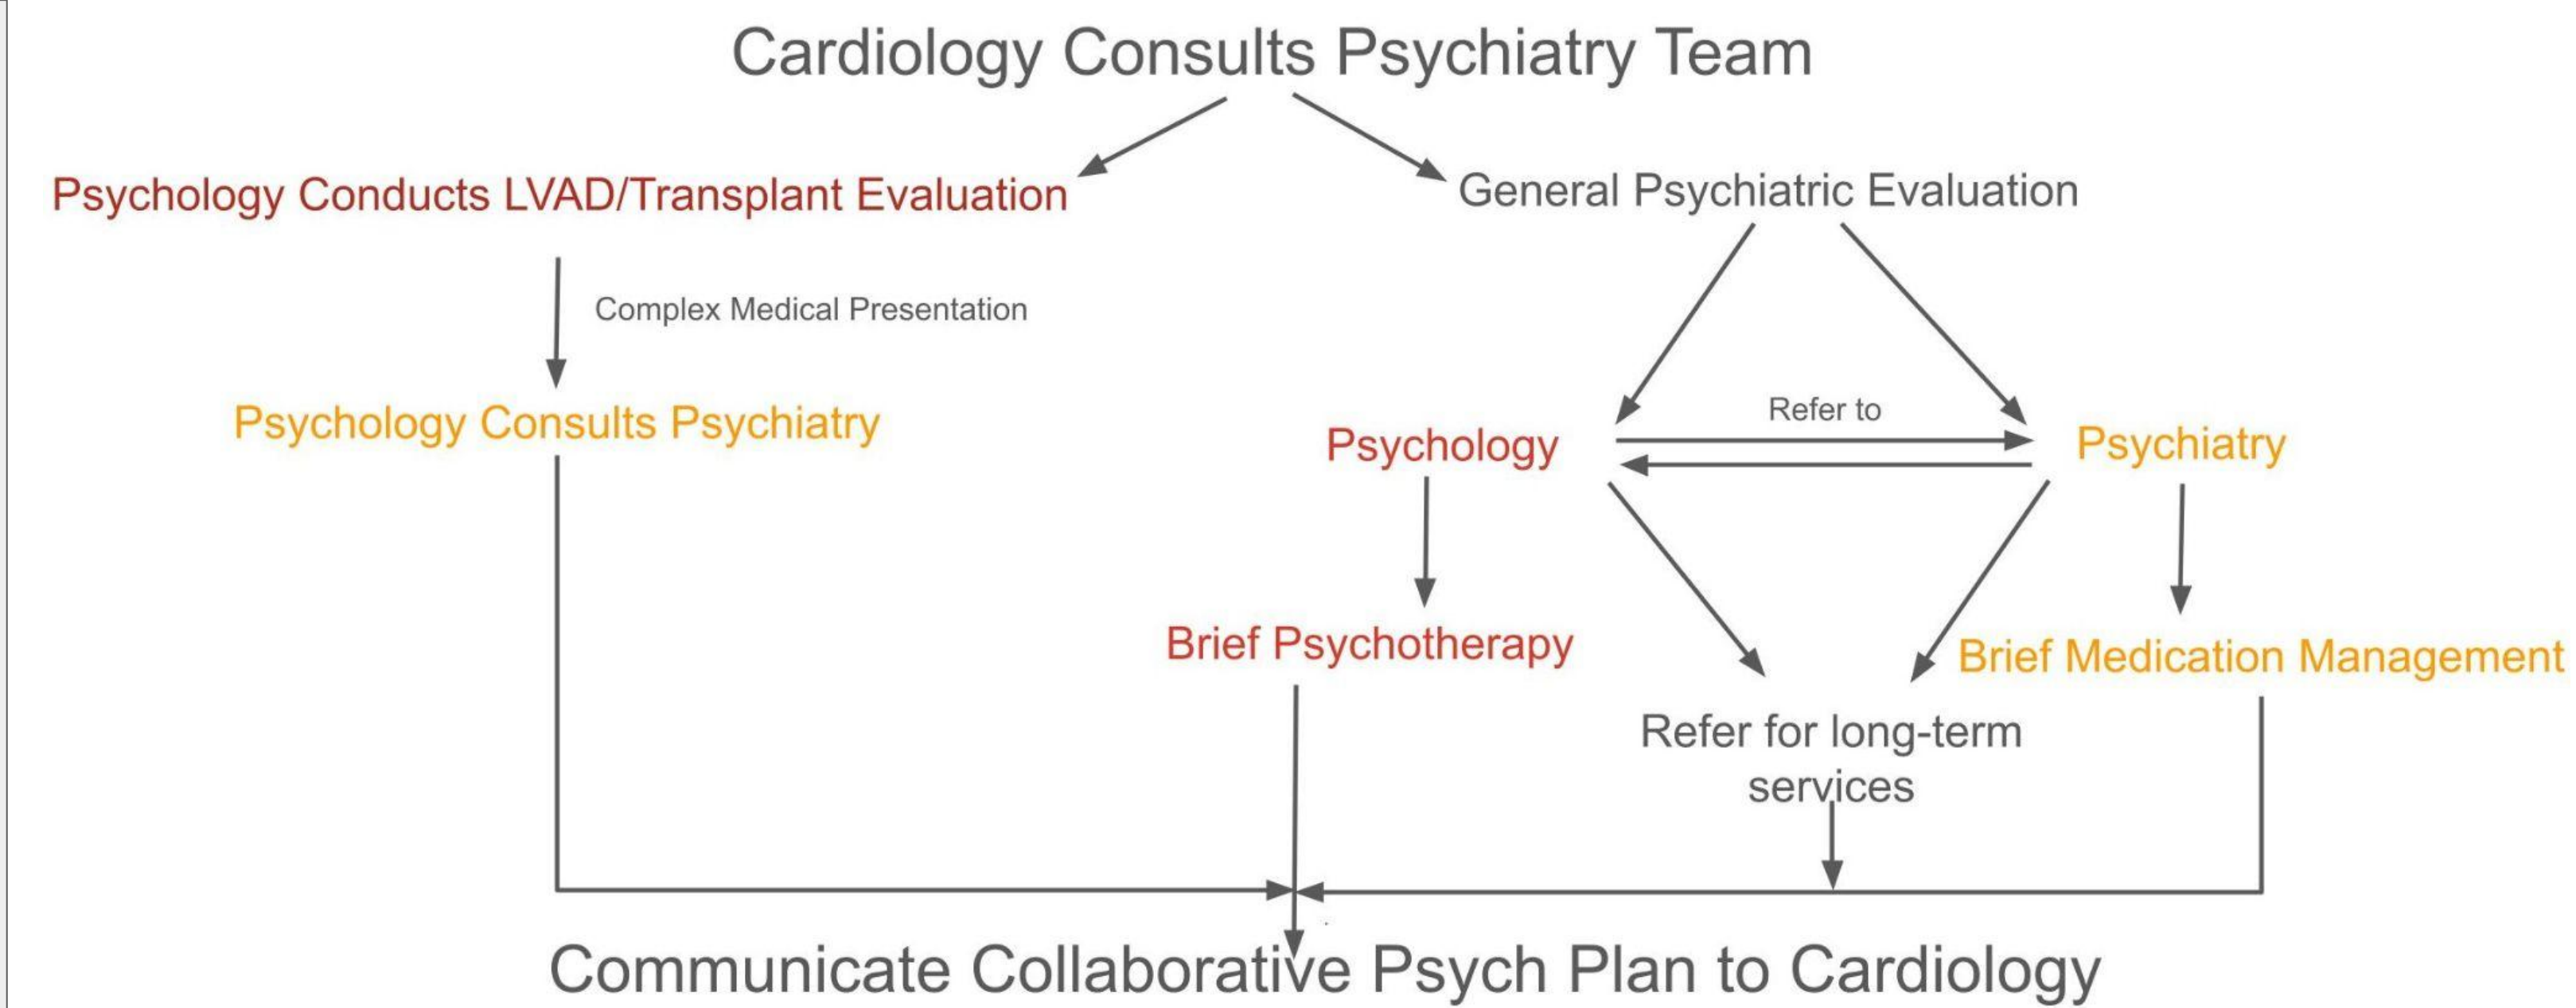 Cardiology Consults Psychiatry Team
Psychology Conducts LVAD/Transplant Evaluation
General Psychiatric Evaluation
Complex Medical Presentation
Psychology Consults Psychiatry
Refer to
Psychology
Psychiatry
Brief Psychotherapy
Brief Medication Management
Refer for long-term
services
Communicate Collaborative Psych Plan to Cardiology